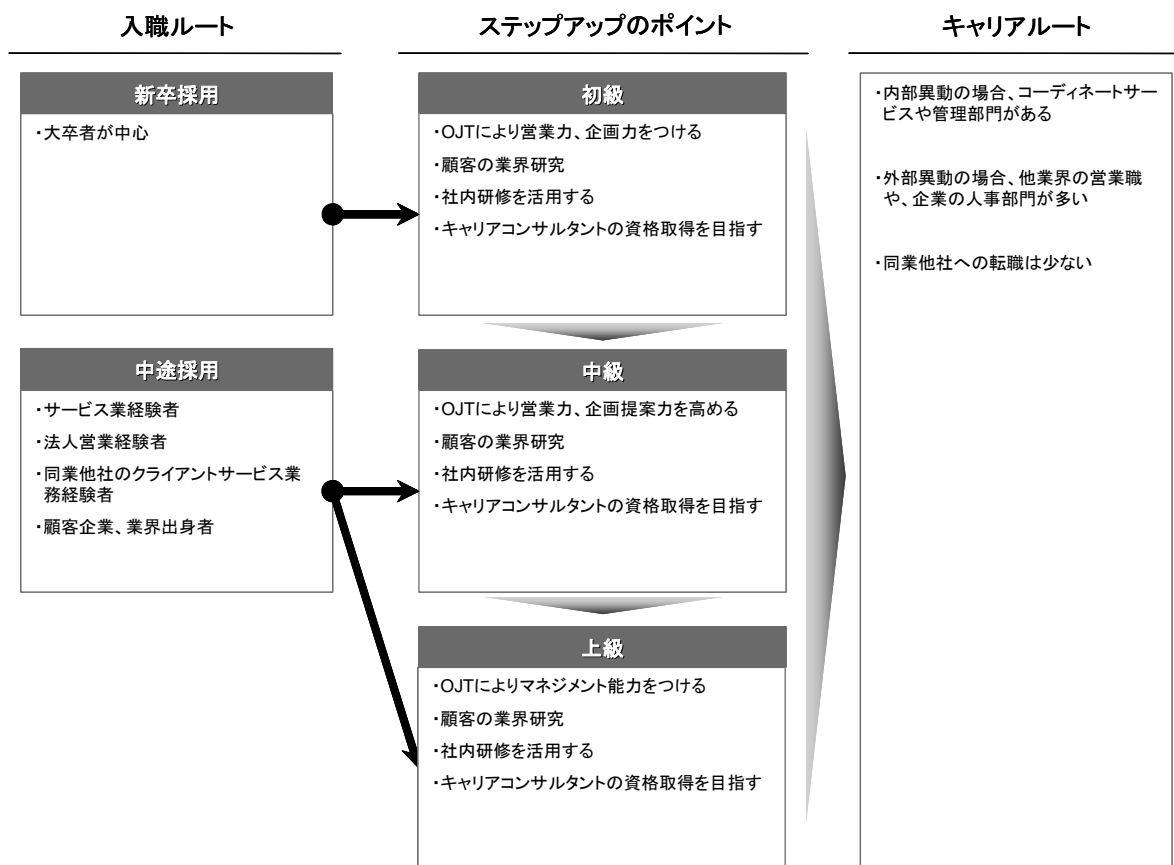 入職ルート
ステップアップのポイント
キャリアルート
新卒採用
・大卒者が中心
初級
・OJTにより営業力、企画力をつける
・顧客の業界研究
・社内研修を活用する
・キャリアコンサルタントの資格取得を目指す
中途採用
・サービス業経験者
・法人営業経験者
・同業他社のクライアントサービス業
務経験者
・顧客企業、業界出身者
中級
・OJTにより営業力、企画提案力を高める
・顧客の業界研究
・社内研修を活用する
・キャリアコンサルタントの資格取得を目指す
上級
・OJTによりマネジメント能力をつける
・顧客の業界研究
・社内研修を活用する
・キャリアコンサルタントの資格取得を目指す
・内部異動の場合、コーディネートサー
ビスや管理部門がある
・外部異動の場合、他業界の営業職
や、企業の人事部門が多い
・同業他社への転職は少ない